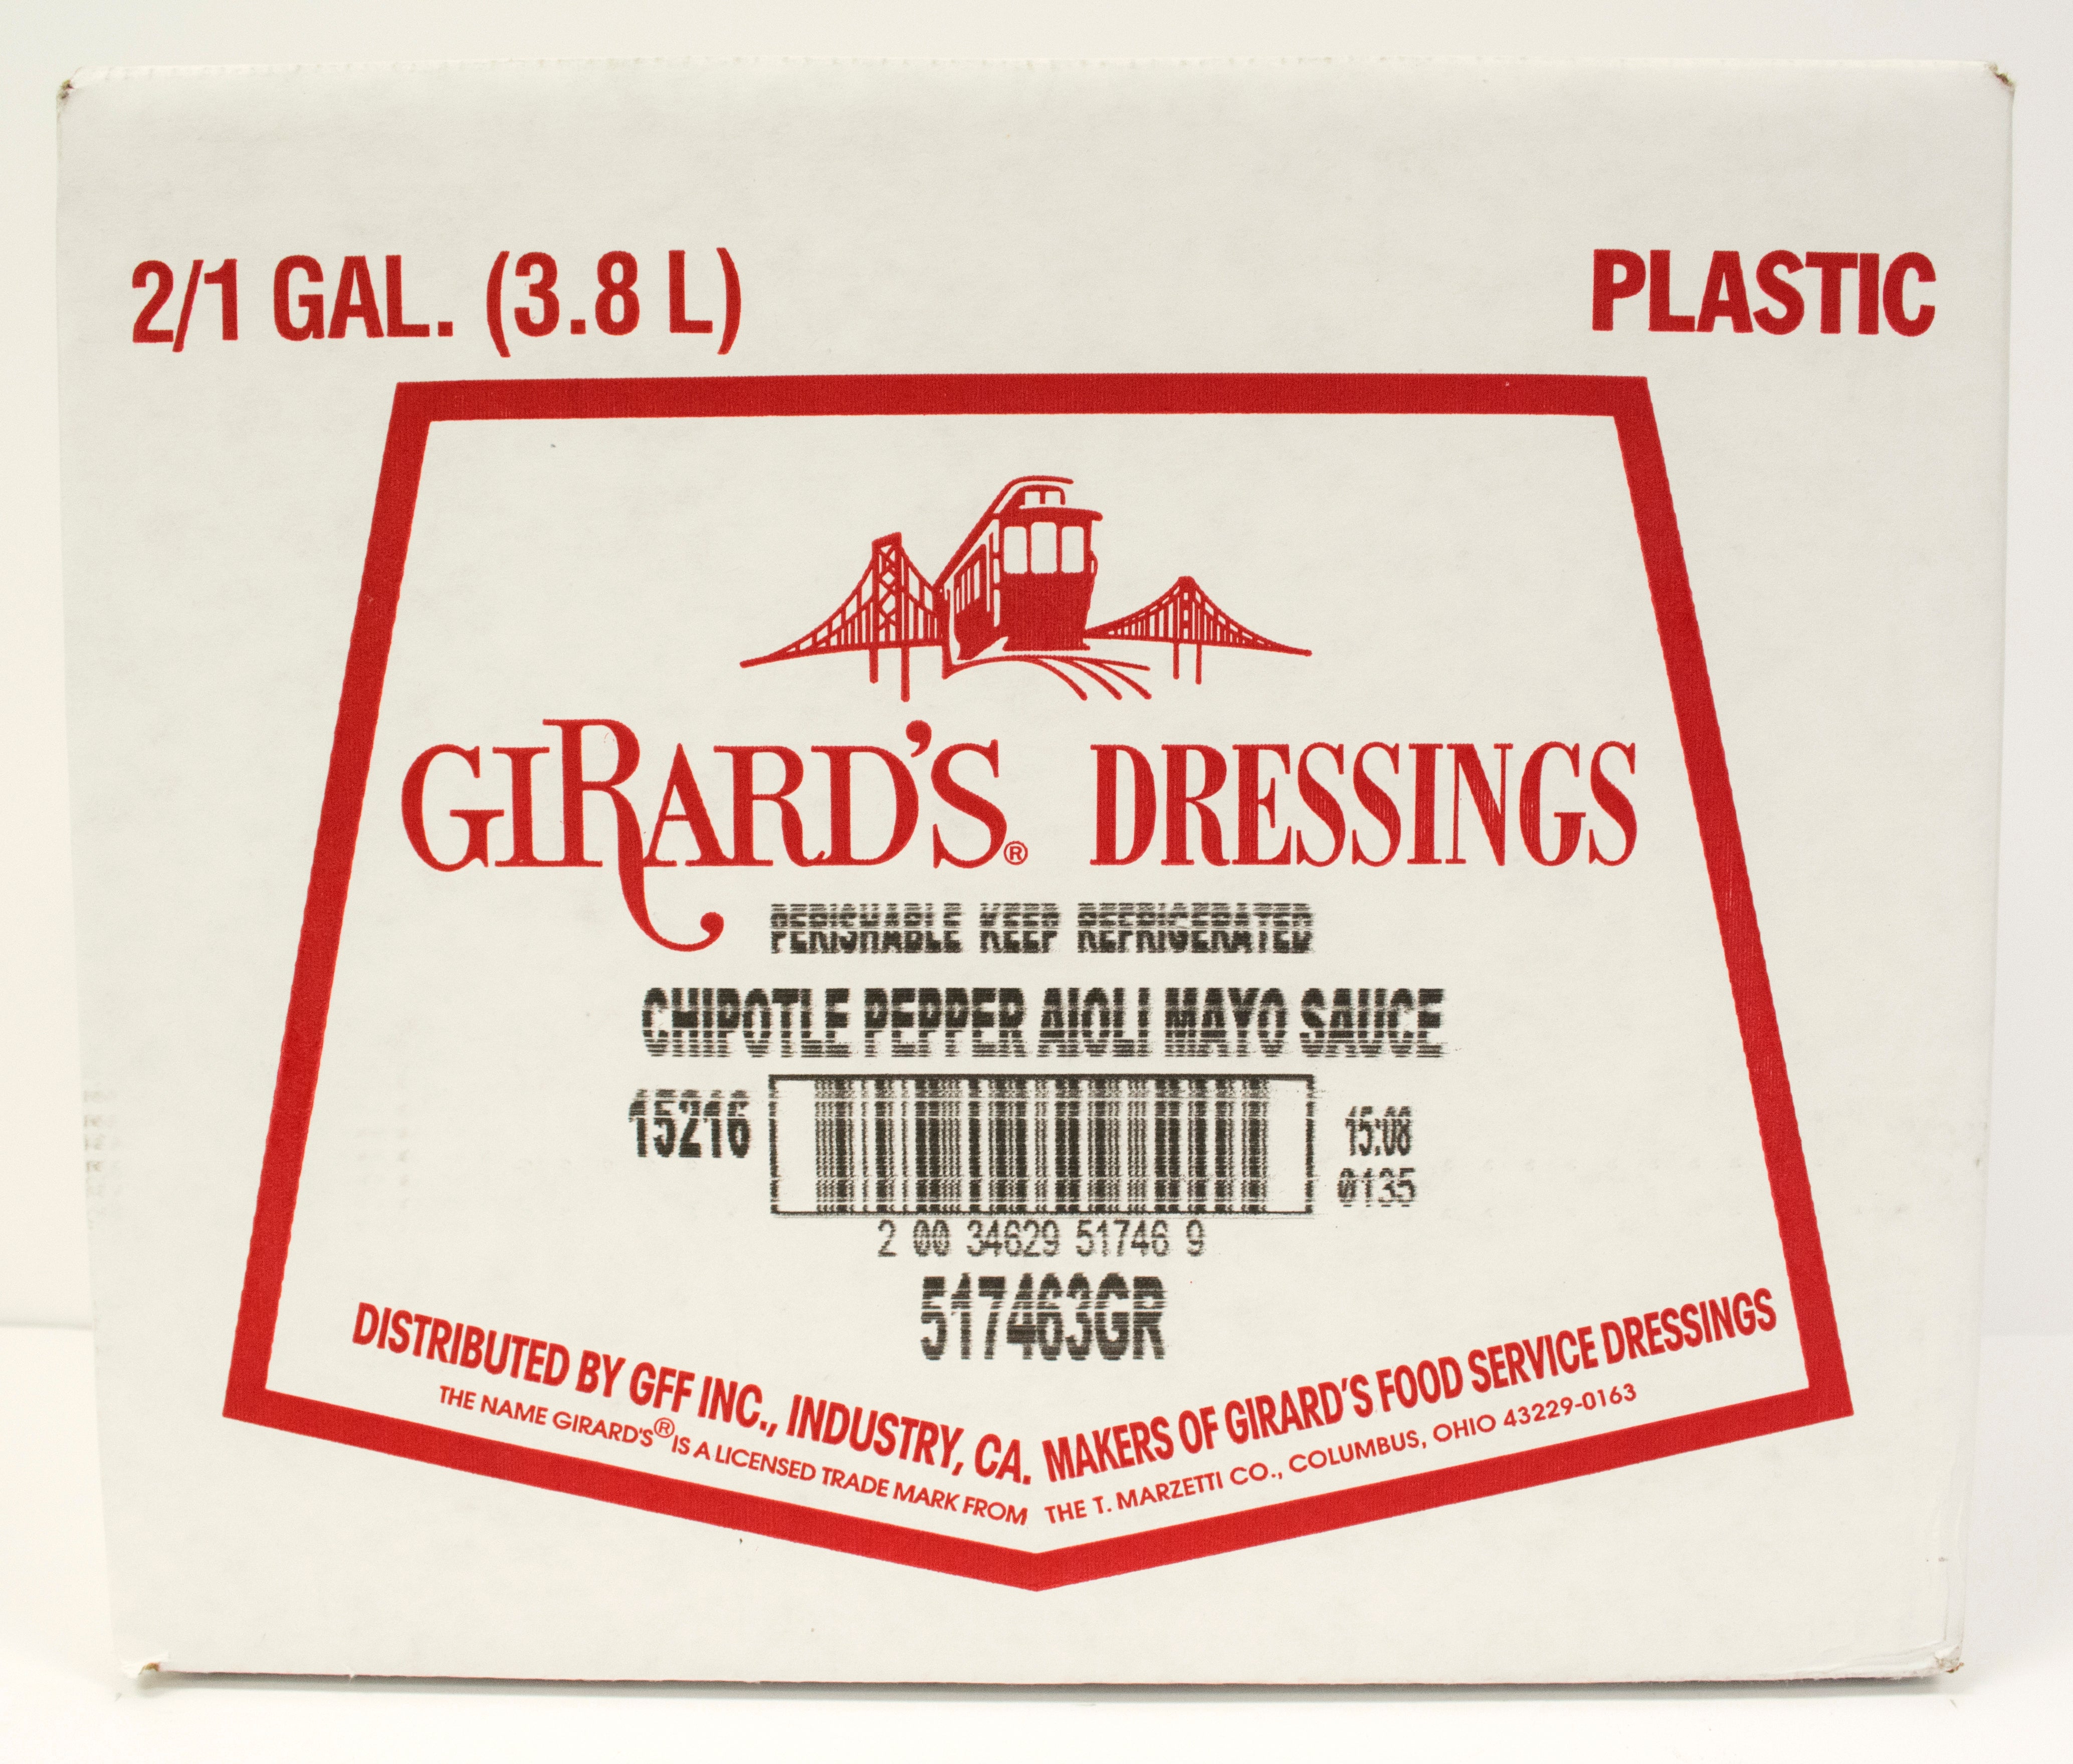 2/1 GAL. (3.8 L)
PLASTIC
GIRARD'S® DRESSINGS
PERISHABLE KEEP REFRIGERATED
CHIPOTLE PEPPER AIOLI MAYO SAUCE
15216
15:08
0135
2 00 34629 51746 9
517463GR
DISTRIBUTED BY GFF INC., INDUSTRY, CA. MAKERS OF GIRARD'S FOOD SERVICE DRESSINGS
THE NAME GIRARD'S® IS A LICENSED TRADE MARK FROM THE T. MARZETTI CO., COLUMBUS, OHIO 43229-0163